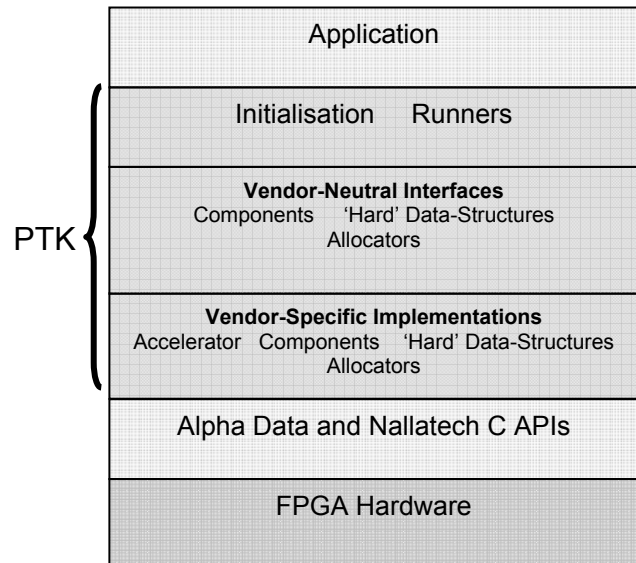 Application
Initialisation Runners
Vendor-Neutral Interfaces
Components ‘Hard’ Data-Structures
Allocators
PTK
Vendor-Specific Implementations
Accelerator Components ‘Hard’ Data-Structures
Allocators
Alpha Data and Nallatech C APIs
FPGA Hardware